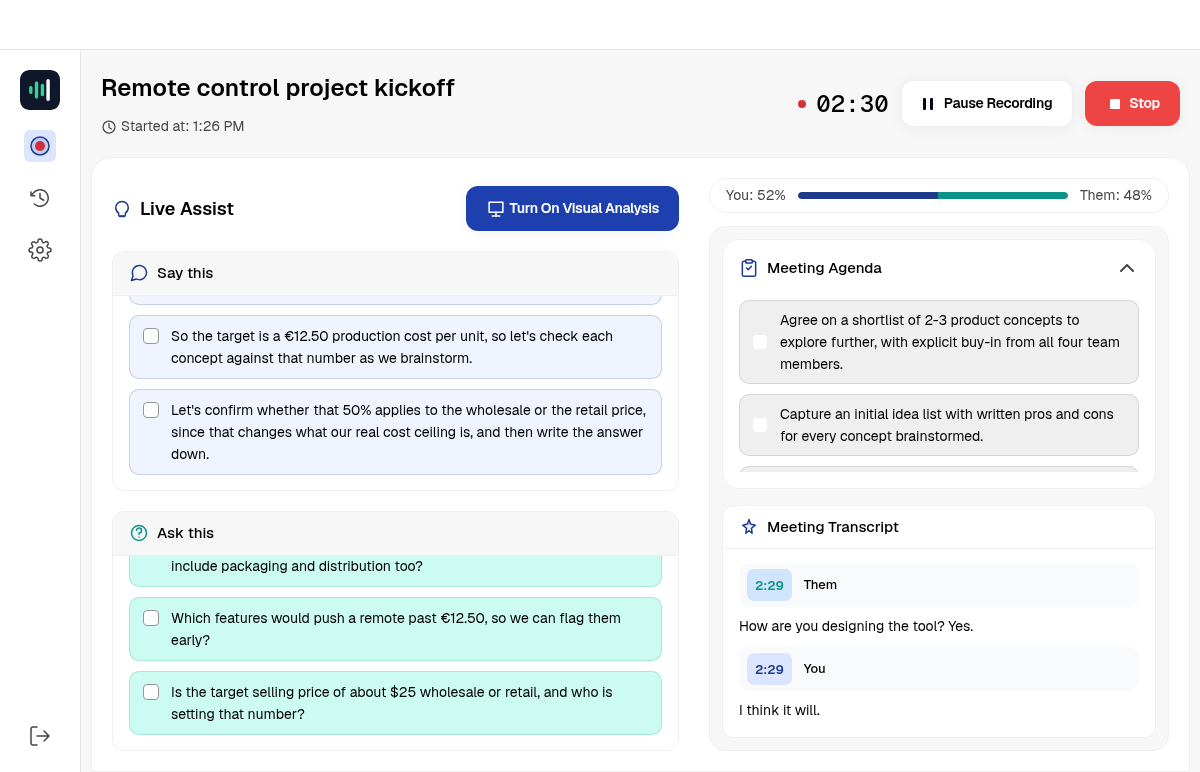 Remote control project kickoff
Started at: 1:26 PM
02:30
Pause Recording
Stop
Live Assist
Turn On Visual Analysis
Say this
So the target is a €12.50 production cost per unit, so let's check each
concept against that number as we brainstorm.
Let's confirm whether that 50% applies to the wholesale or the retail price,
since that changes what our real cost ceiling is, and then write the answer
down.
Ask this
include packaging and distribution too?
Which features would push a remote past €12.50, so we can flag them
early?
Is the target selling price of about $25 wholesale or retail, and who is
setting that number?
You: 52%
Them: 48%
Meeting Agenda
Agree on a shortlist of 2-3 product concepts to
explore further, with explicit buy-in from all four team
members.
Capture an initial idea list with written pros and cons
for every concept brainstormed.
Meeting Transcript
2:29 Them
How are you designing the tool? Yes.
2:29 You
I think it will.